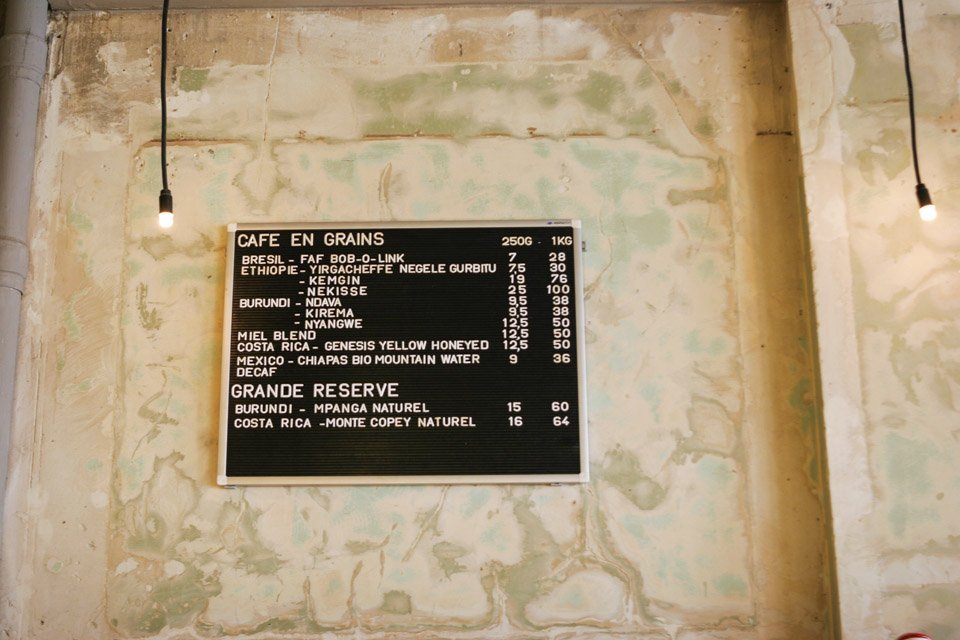 CAFE EN GRAINS 250G . 1KG
BRESIL - FAF BOB-O-LINK 7 28
ETHIOPIE - YIRGACHEFFE NEGELE GURBITU 7,5 30
- KEMGIN 19 76
- NEKISSE 25 100
BURUNDI - NDAVA 9,5 38
- KIREMA 9,5 38
- NYANGWE 12,5 50
MIEL BLEND 12,5 50
COSTA RICA - GENESIS YELLOW HONEYED 12,5 50
MEXICO - CHIAPAS BIO MOUNTAIN WATER 9 36
DECAF
GRANDE RESERVE
BURUNDI - MPANGA NATUREL 15 60
COSTA RICA -MONTE COPEY NATUREL 16 64